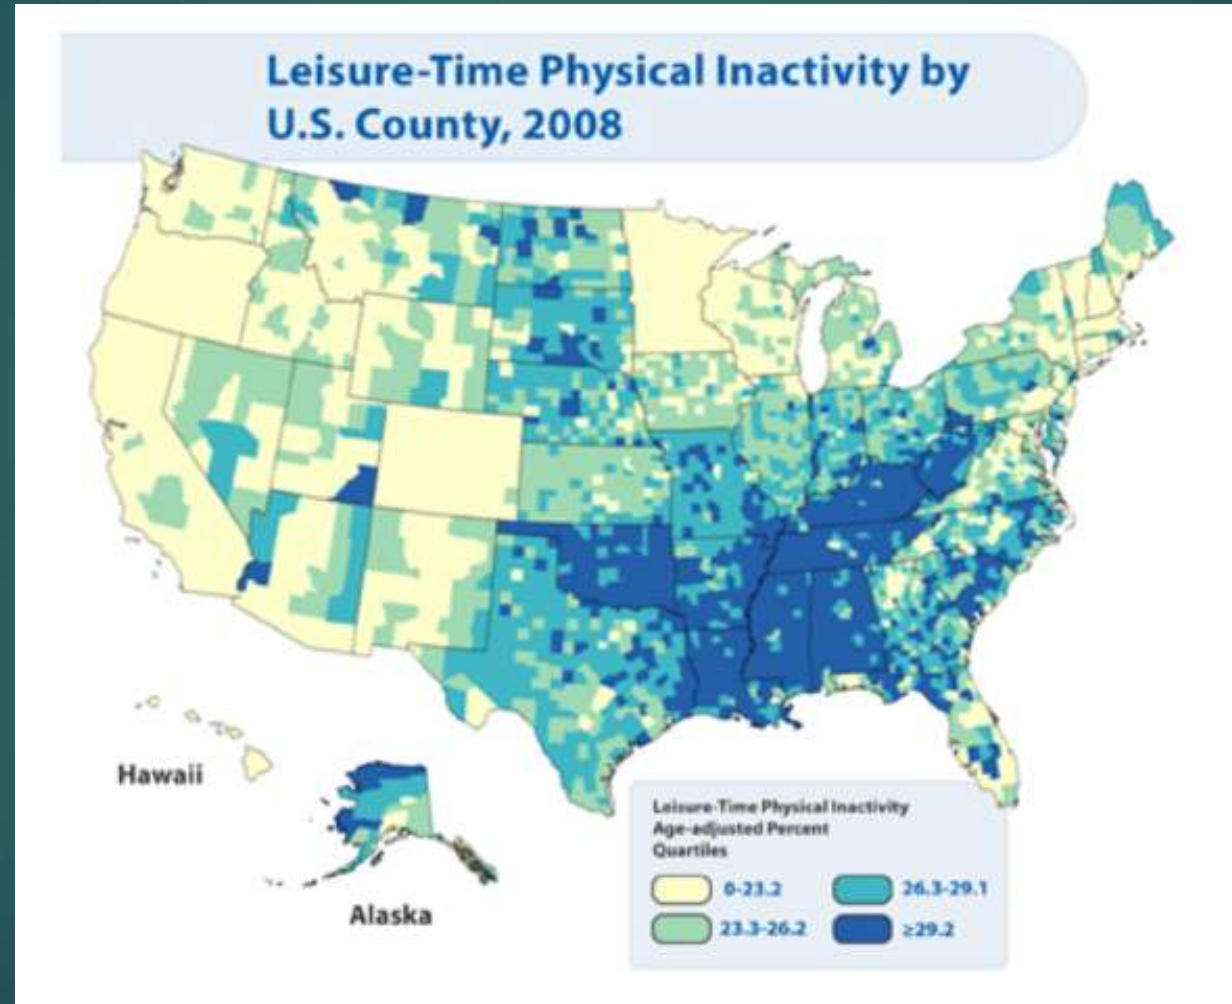 Leisure-Time Physical Inactivity by
U.S. County, 2008
Hawaii
Alaska
Leisure-Time Physical Inactivity
Age-adjusted Percent
Quartiles
0-23.2
26.3-29.1
23.3-26.2
≥29.2